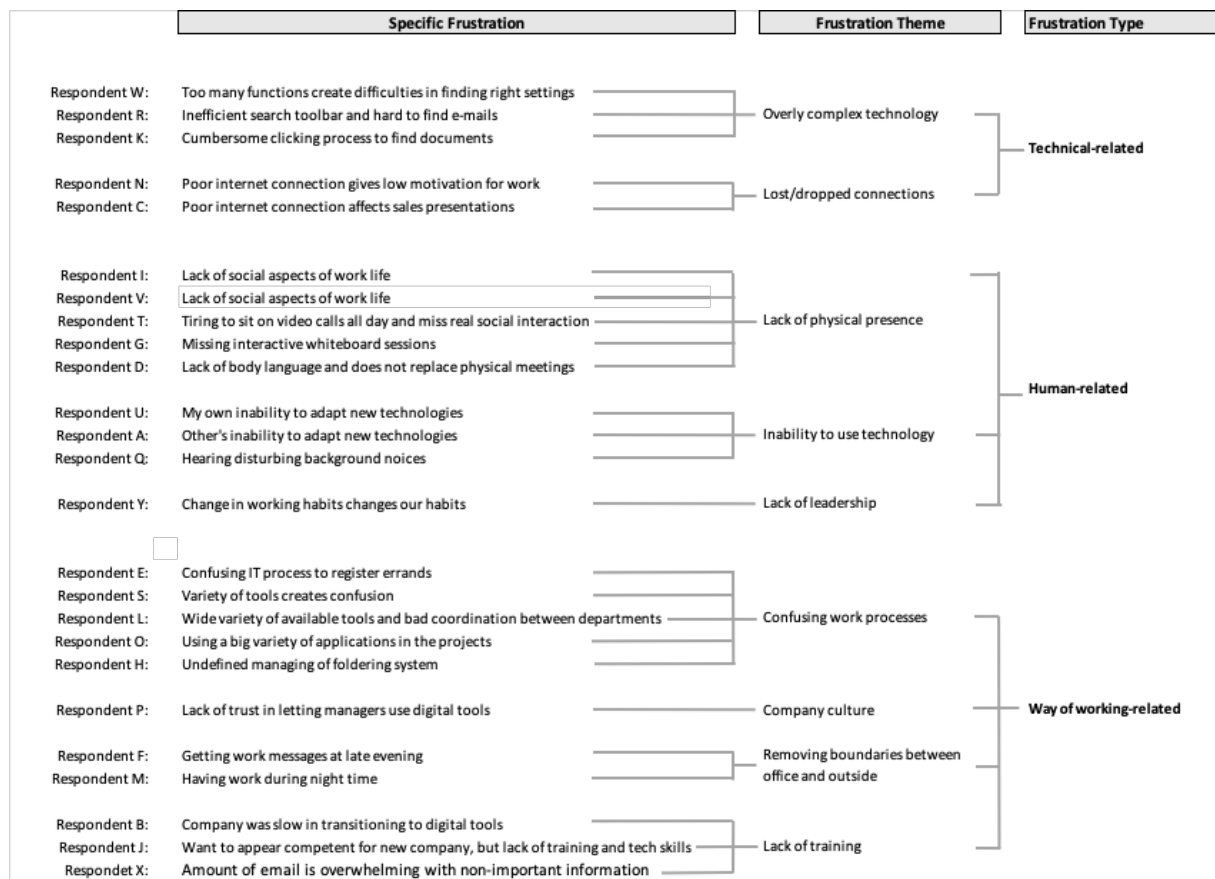 Specific Frustration Frustration Theme Frustration Type
Respondent W: Too many functions create difficulties in finding right settings
Respondent R: Inefficient search toolbar and hard to find e-mails Overly complex technology
Respondent K: Cumbersome clicking process to find documents
Technical-related
Respondent N: Poor internet connection gives low motivation for work
Lost/dropped connections
Respondent C: Poor internet connection affects sales presentations
Respondent I: Lack of social aspects of work life
Respondent V: Lack of social aspects of work life
Respondent T: Tiring to sit on video calls all day and miss real social interaction Lack of physical presence
Respondent G: Missing interactive whiteboard sessions
Respondent D: Lack of body language and does not replace physical meetings
Human-related
Respondent U: My own inability to adapt new technologies
Respondent A: Other's inability to adapt new technologies Inability to use technology
Respondent Q: Hearing disturbing background noices
Respondent Y: Change in working habits changes our habits Lack of leadership
Respondent E: Confusing IT process to register errands
Respondent S: Variety of tools creates confusion
Respondent L: Wide variety of available tools and bad coordination between departments Confusing work processes
Respondent O: Using a big variety of applications in the projects
Respondent H: Undefined managing of foldering system
Respondent P: Lack of trust in letting managers use digital tools Company culture Way of working-related
Respondent F: Getting work messages at late evening Removing boundaries between
Respondent M: Having work during night time office and outside
Respondent B: Company was slow in transitioning to digital tools
Respondent J: Want to appear competent for new company, but lack of training and tech skills Lack of training
Respondet X: Amount of email is overwhelming with non-important information